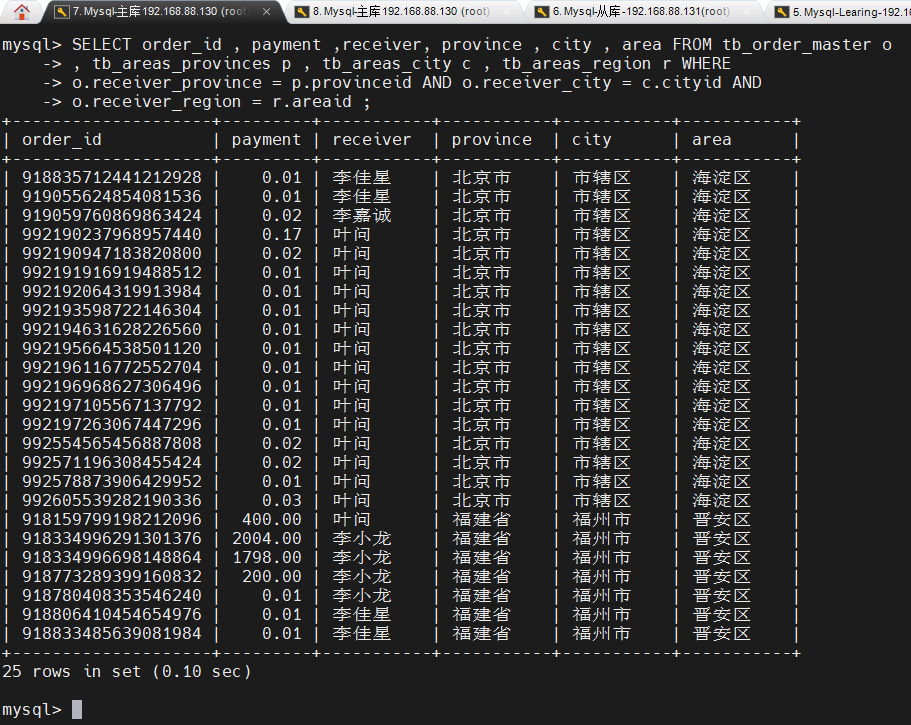 7. Mysql-主库192.168.88.130 (root
8. Mysql-主库 192.168.88.130 (root)
6. Mysql-从库-192.168.88.131(root)
5. Mysql-Learing-192.1
mysql> SELECT order_id , payment ,receiver, province , city , area FROM tb_order_master o
-> , tb_areas_provinces p , tb_areas_city c , tb_areas_region r WHERE
-> o.receiver_province = p.provinceid AND o.receiver_city = c.cityid AND
-> o.receiver_region = r.areaid ;
+--------------------+---------+-----------+-----------+-----------+-----------+
| order_id | payment | receiver | province | city | area |
+--------------------+---------+-----------+-----------+-----------+-----------+
| 918835712441212928 | 0.01 | 李佳星 | 北京市 | 市辖区 | 海淀区 |
| 919055624854081536 | 0.01 | 李佳星 | 北京市 | 市辖区 | 海淀区 |
| 919059760869863424 | 0.02 | 李嘉诚 | 北京市 | 市辖区 | 海淀区 |
| 992190237968957440 | 0.17 | 叶问 | 北京市 | 市辖区 | 海淀区 |
| 992190947183820800 | 0.02 | 叶问 | 北京市 | 市辖区 | 海淀区 |
| 992191916919488512 | 0.01 | 叶问 | 北京市 | 市辖区 | 海淀区 |
| 992192064319913984 | 0.01 | 叶问 | 北京市 | 市辖区 | 海淀区 |
| 992193598722146304 | 0.01 | 叶问 | 北京市 | 市辖区 | 海淀区 |
| 992194631628226560 | 0.01 | 叶问 | 北京市 | 市辖区 | 海淀区 |
| 992195664538501120 | 0.01 | 叶问 | 北京市 | 市辖区 | 海淀区 |
| 992196116772552704 | 0.01 | 叶问 | 北京市 | 市辖区 | 海淀区 |
| 992196968627306496 | 0.01 | 叶问 | 北京市 | 市辖区 | 海淀区 |
| 992197105567137792 | 0.01 | 叶问 | 北京市 | 市辖区 | 海淀区 |
| 992197263067447296 | 0.01 | 叶问 | 北京市 | 市辖区 | 海淀区 |
| 992554565456887808 | 0.02 | 叶问 | 北京市 | 市辖区 | 海淀区 |
| 992571196308455424 | 0.02 | 叶问 | 北京市 | 市辖区 | 海淀区 |
| 992578873906429952 | 0.01 | 叶问 | 北京市 | 市辖区 | 海淀区 |
| 992605539282190336 | 0.03 | 叶问 | 北京市 | 市辖区 | 海淀区 |
| 918159799198212096 | 400.00 | 叶问 | 福建省 | 福州市 | 晋安区 |
| 918334996291301376 | 2004.00 | 李小龙 | 福建省 | 福州市 | 晋安区 |
| 918334996698148864 | 1798.00 | 李小龙 | 福建省 | 福州市 | 晋安区 |
| 918773289399160832 | 200.00 | 李小龙 | 福建省 | 福州市 | 晋安区 |
| 918780408353546240 | 0.01 | 李小龙 | 福建省 | 福州市 | 晋安区 |
| 918806410454654976 | 0.01 | 李佳星 | 福建省 | 福州市 | 晋安区 |
| 918833485639081984 | 0.01 | 李佳星 | 福建省 | 福州市 | 晋安区 |
+--------------------+---------+-----------+-----------+-----------+-----------+
25 rows in set (0.10 sec)
mysql>